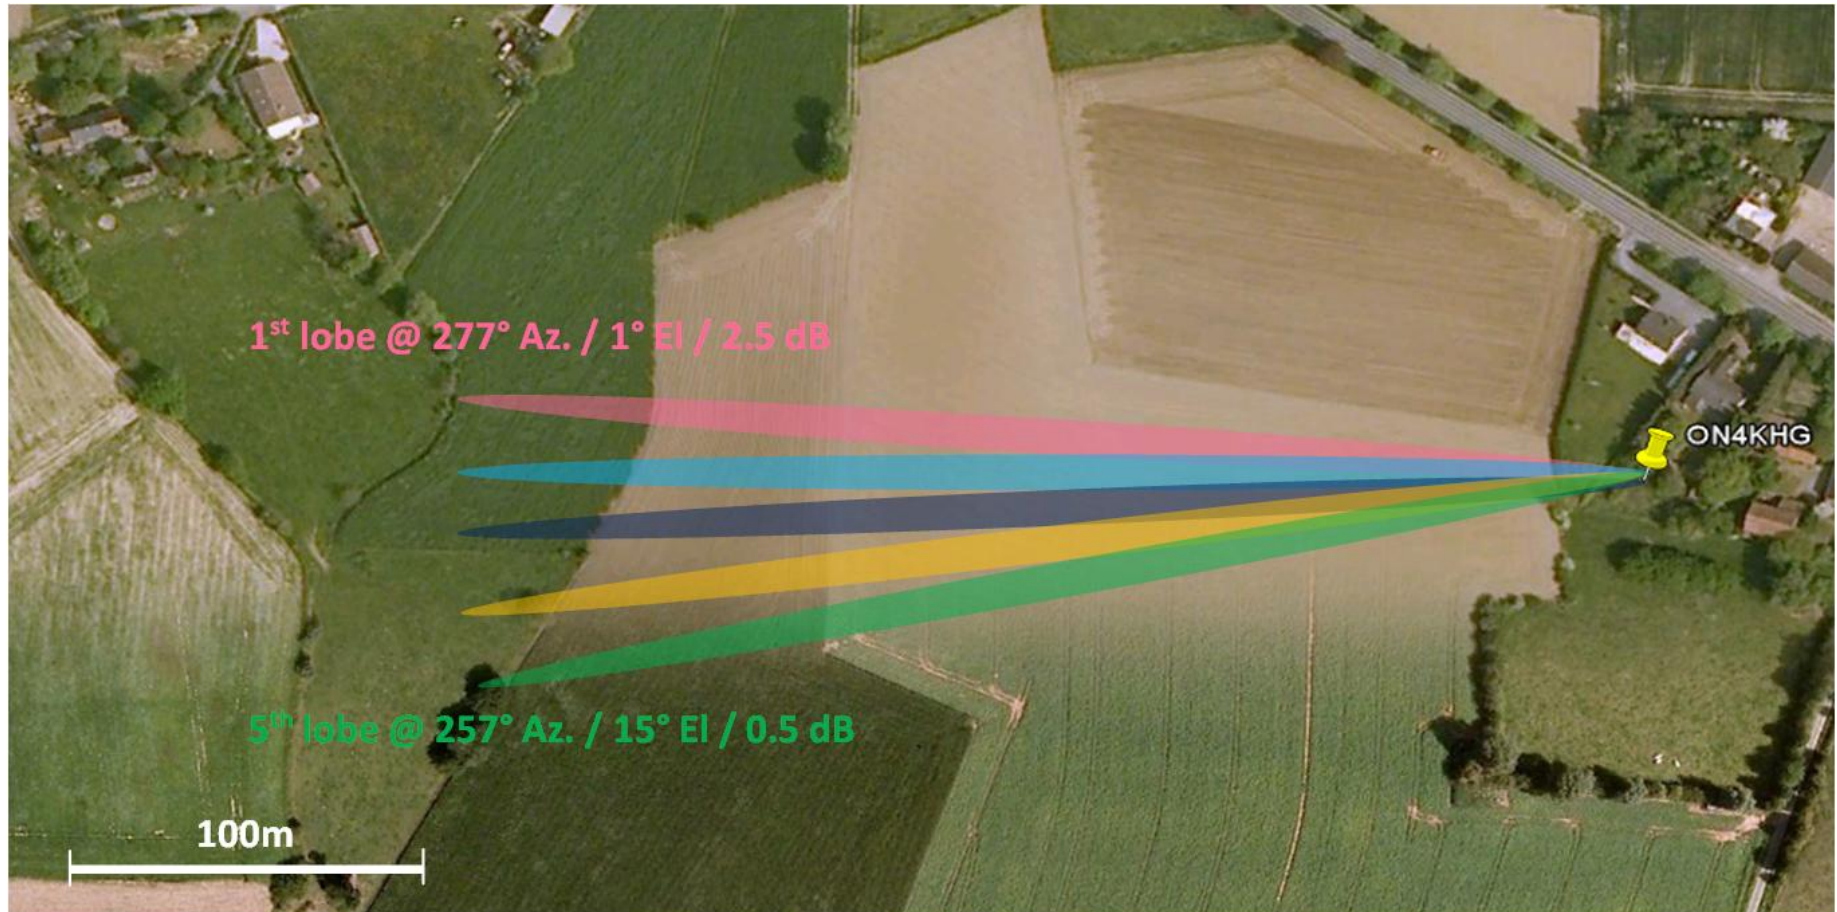 1st lobe @ 277° Az. / 1° El / 2.5 dB
ON4KHG
5th lobe @ 257° Az. / 15° El / 0.5 dB
100m